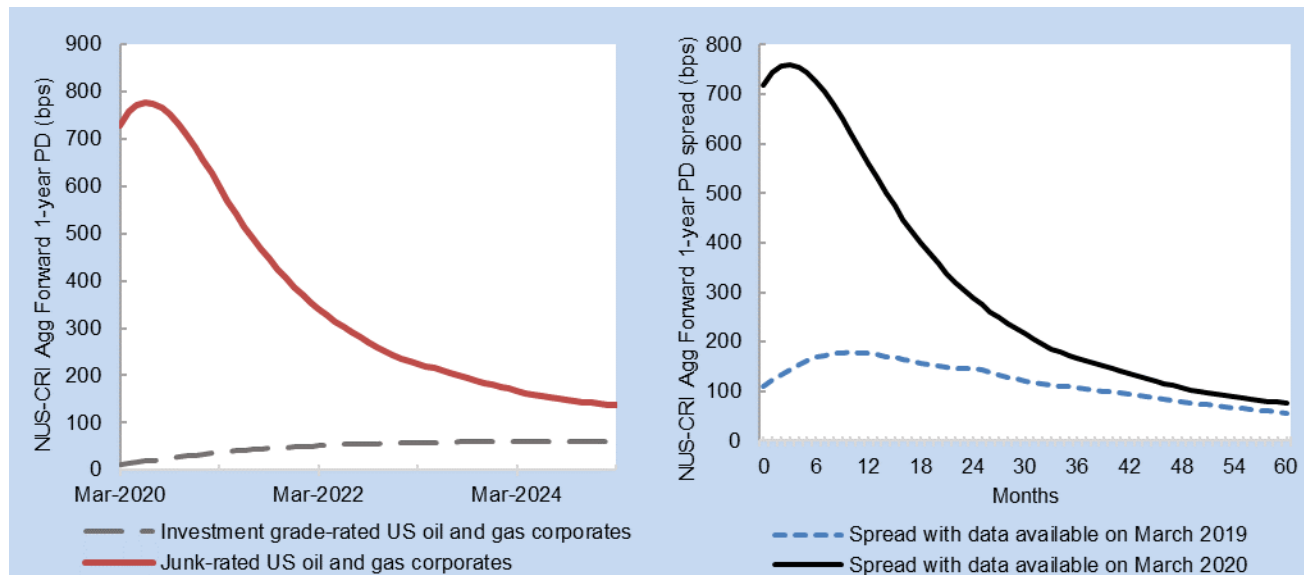 NUS-CRI Agg Forward 1-year PD (bps)
900
800
700
600
500
400
300
200
100
0
Mar-2020
Mar-2022
Mar-2024
Investment grade-rated US oil and gas corporates
Junk-rated US oil and gas corporates
NUS-CRI Agg Forward 1-year PD spread (bps)
800
700
600
500
400
300
200
100
0
0 6 12 18 24 30 36 42 48 54 60
Months
Spread with data available on March 2019
Spread with data available on March 2020